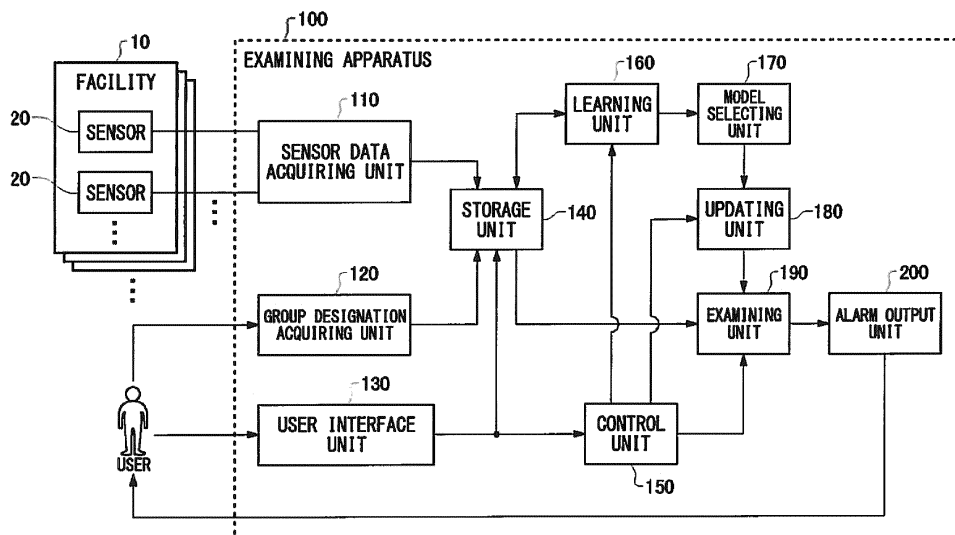 100
10
EXAMINING APPARATUS
FACILITY
20
SENSOR
20
SENSOR
110
SENSOR DATA
ACQUIRING UNIT
160
LEARNING
UNIT
170
MODEL
SELECTING
UNIT
STORAGE
UNIT
140
UPDATING
UNIT
180
120
GROUP DESIGNATION
ACQUIRING UNIT
190
EXAMINING
UNIT
200
ALARM OUTPUT
UNIT
130
USER INTERFACE
UNIT
CONTROL
UNIT
150
USER